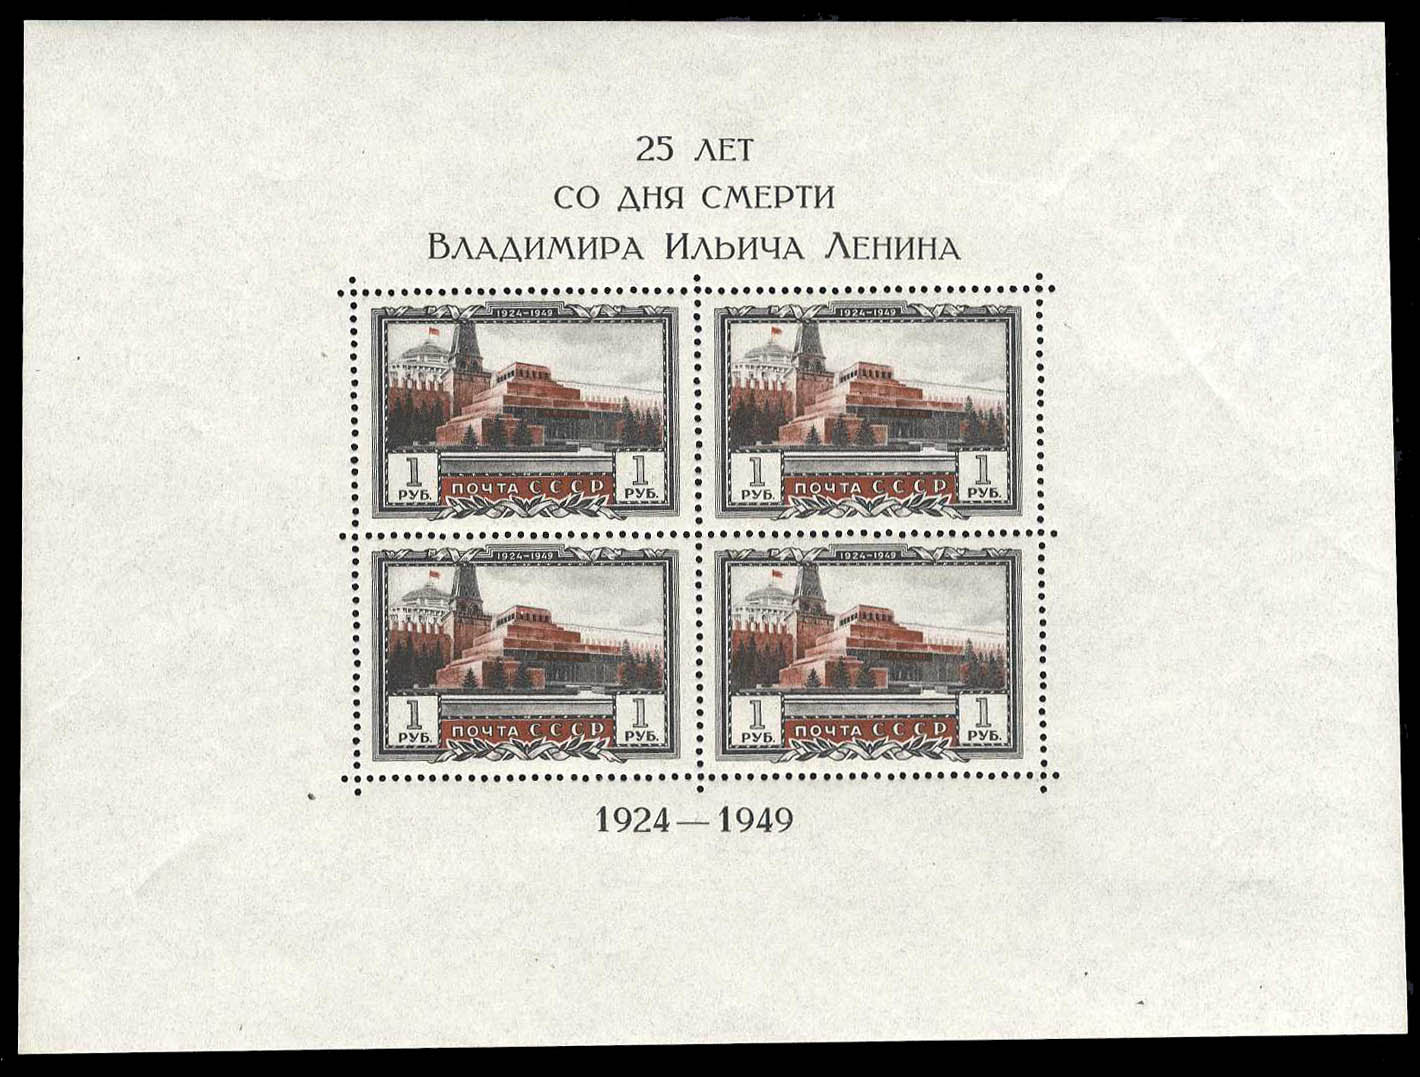 25 ЛЕТ
СО ДНЯ СМЕРТИ
ВЛАДИМИРА ИЛЬИЧА ЛЕНИНА
1924-1949
1924-1949
1 РУБ.
ПОЧТА СССР
1 РУБ.
1 РУБ.
ПОЧТА СССР
1 РУБ.
1924-1949
1924-1949
1 РУБ.
ПОЧТА СССР
1 РУБ.
1 РУБ.
ПОЧТА СССР
1 РУБ.
1924—1949